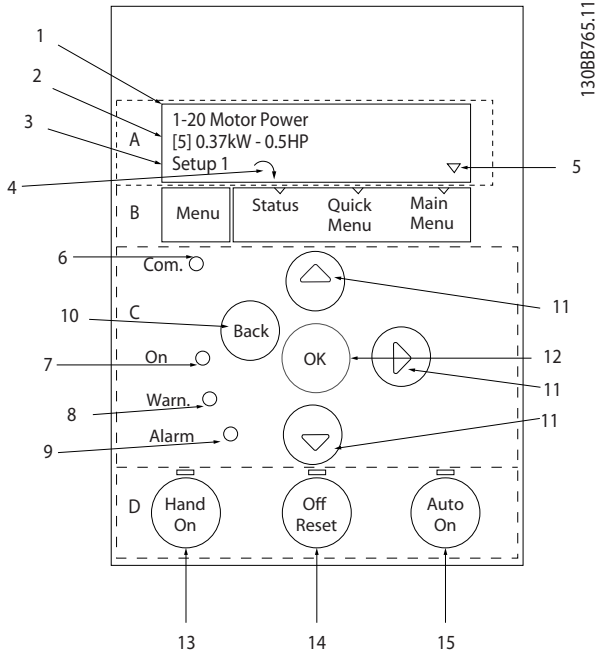 130BB765.11
1
2
3
4
A
1-20 Motor Power
[5] 0.37kW - 0.5HP
Setup 1
5
B
Menu
Status
Quick
Menu
Main
Menu
6
Com.
C
10
Back
OK
11
12
11
11
7
On
8
Warn.
9
Alarm
D
Hand
On
Off
Reset
Auto
On
13
14
15